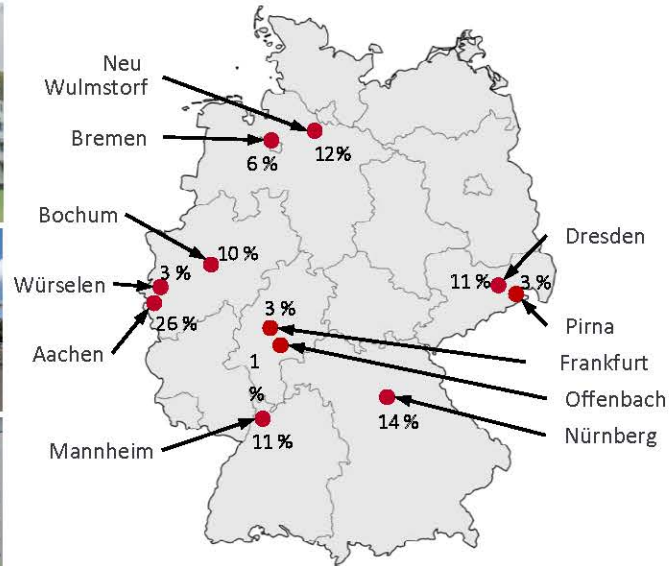 Neu
Wulmstorf
12%
Bremen
6 %
Bochum
10 %
Dresden
11 %
3 %
Würselen
3 %
26 %
Pirna
Aachen
3 %
Frankfurt
1
%
Offenbach
14 %
Nürnberg
Mannheim
11 %